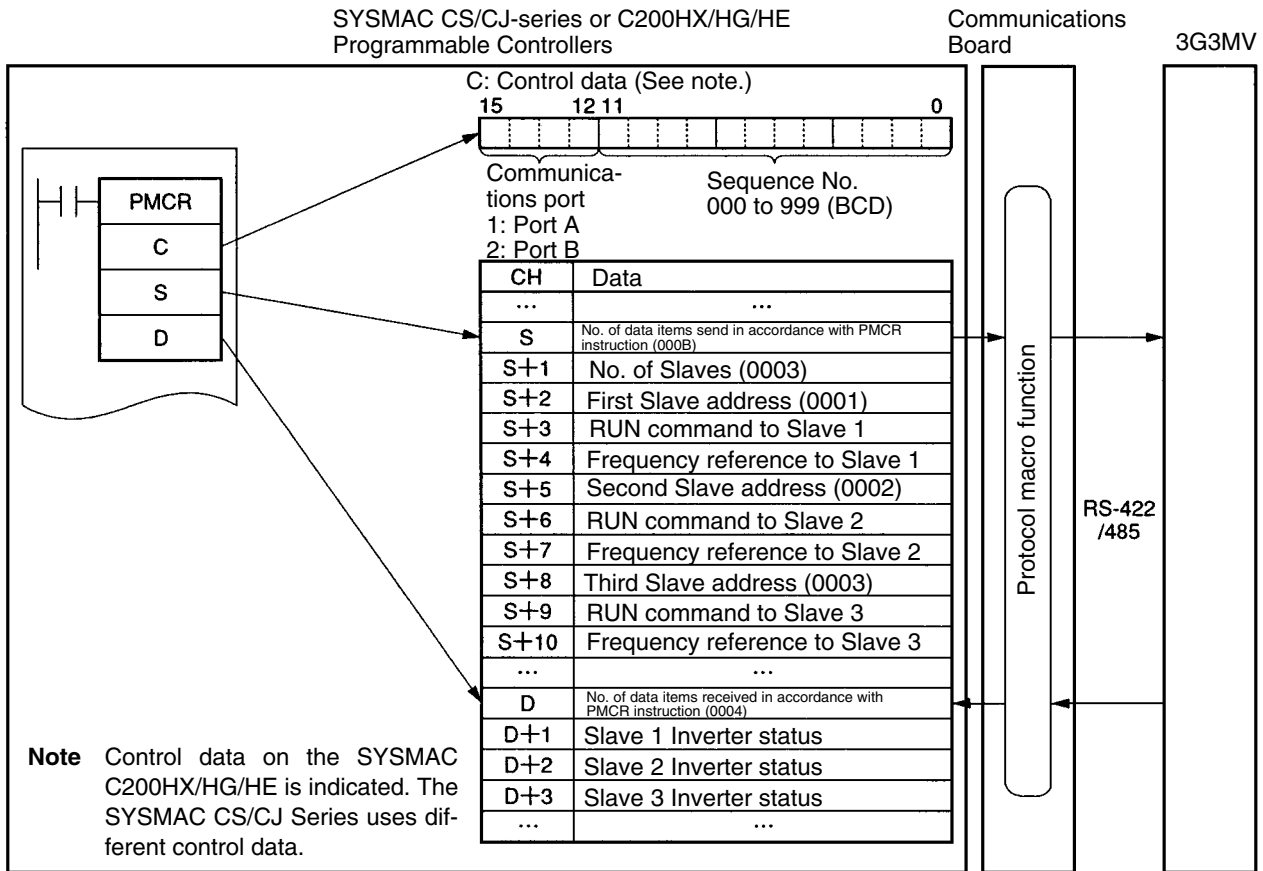 SYSMAC CS/CJ-series or C200HX/HG/HE
Programmable Controllers
Communications
Board
3G3MV
C: Control data (See note.)
15 12 11 0
Communica-
tions port
1: Port A
2: Port B
Sequence No.
000 to 999 (BCD)
PMCR
C
S
D
CH Data
... ...
S No. of data items send in accordance with PMCR
instruction (000B)
S+1 No. of Slaves (0003)
S+2 First Slave address (0001)
S+3 RUN command to Slave 1
S+4 Frequency reference to Slave 1
S+5 Second Slave address (0002)
S+6 RUN command to Slave 2
S+7 Frequency reference to Slave 2
S+8 Third Slave address (0003)
S+9 RUN command to Slave 3
S+10 Frequency reference to Slave 3
... ...
D No. of data items received in accordance with
PMCR instruction (0004)
D+1 Slave 1 Inverter status
D+2 Slave 2 Inverter status
D+3 Slave 3 Inverter status
... ...
Protocol macro function
RS-422
/485
Note Control data on the SYSMAC
C200HX/HG/HE is indicated. The
SYSMAC CS/CJ Series uses dif-
ferent control data.